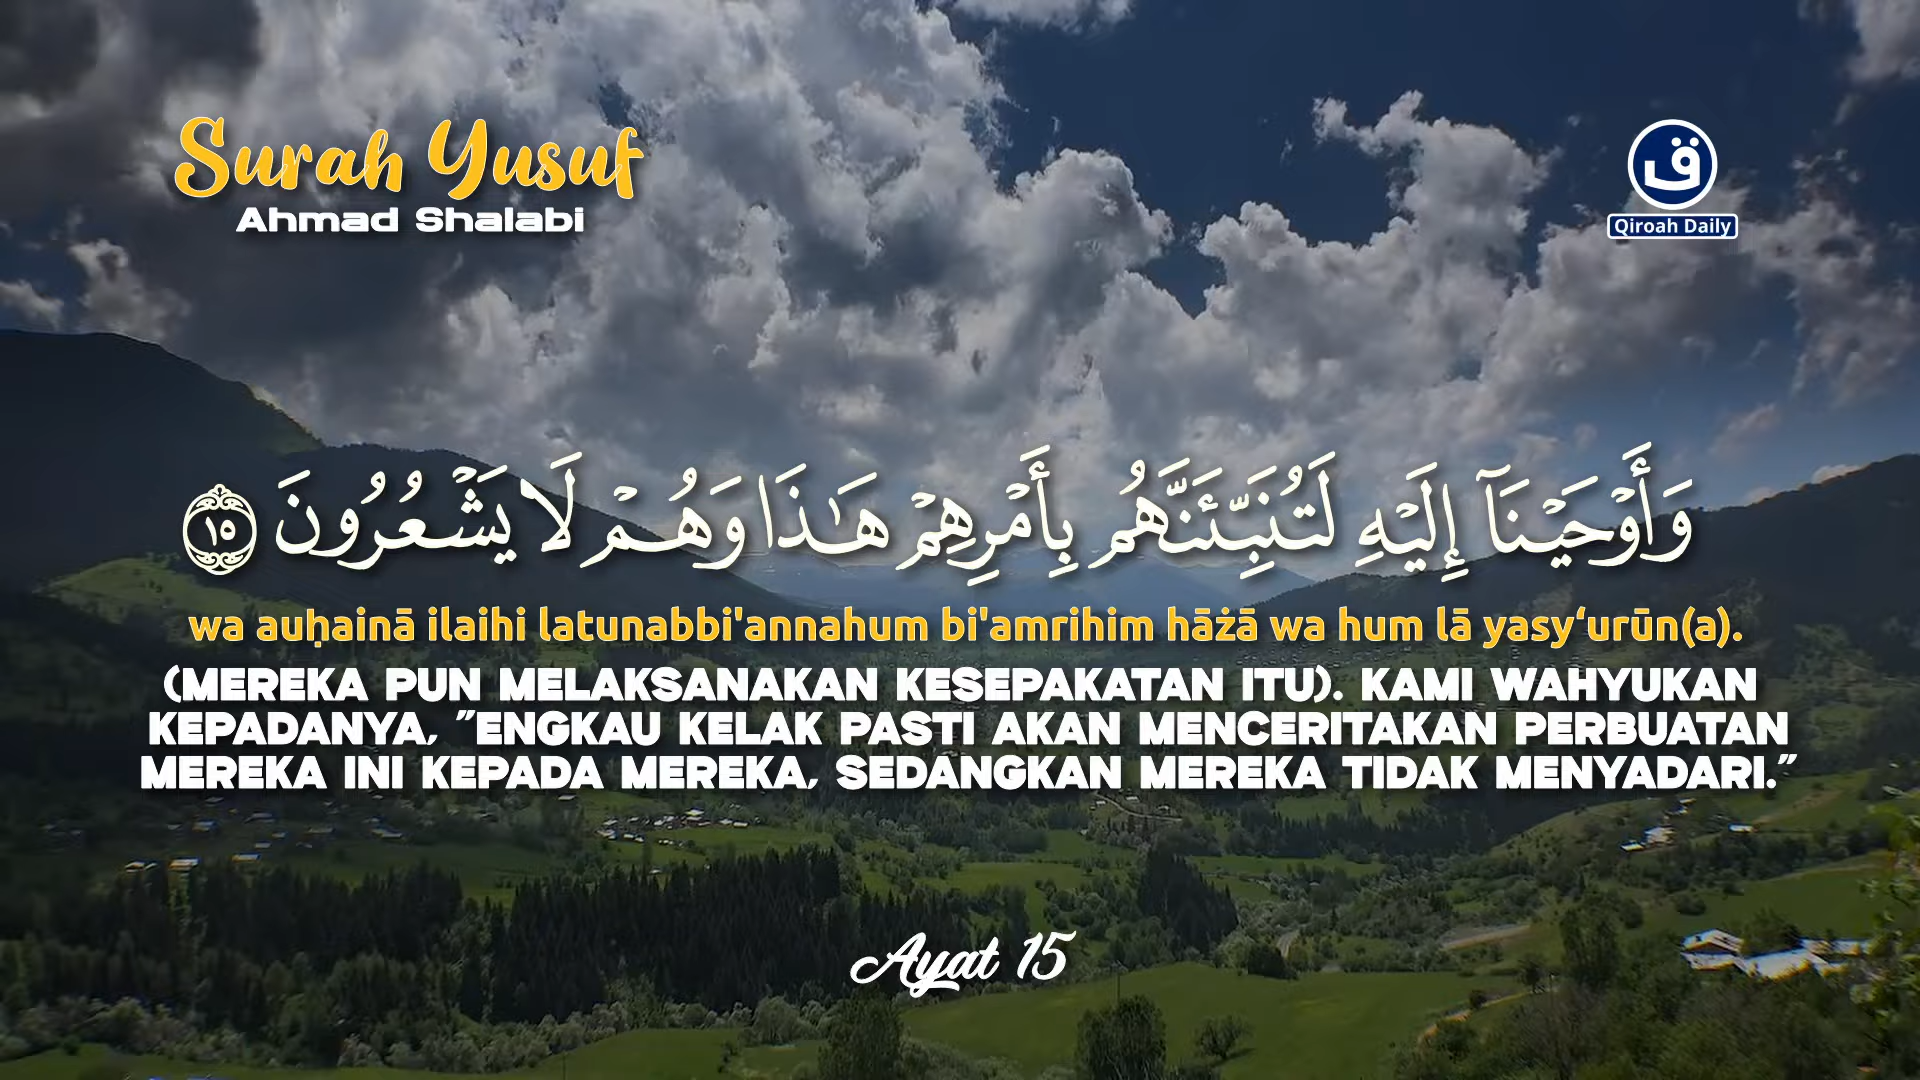 Surah Yusuf
Ahmad Shalabi
ق
Qiroah Daily
وَأَوْحَيْنَآ إِلَيْهِ لَتُنَبِّئَنَّهُم بِأَمْرِهِمْ هَـٰذَا وَهُمْ لَا يَشْعُرُونَ ١٥
wa auḥainā ilaihi latunabbi'annahum bi'amrihim hāżā wa hum lā yasy‘urūn(a).
(MEREKA PUN MELAKSANAKAN KESEPAKATAN ITU). KAMI WAHYUKAN
KEPADANYA, "ENGKAU KELAK PASTI AKAN MENCERITAKAN PERBUATAN
MEREKA INI KEPADA MEREKA, SEDANGKAN MEREKA TIDAK MENYADARI."
Ayat 15